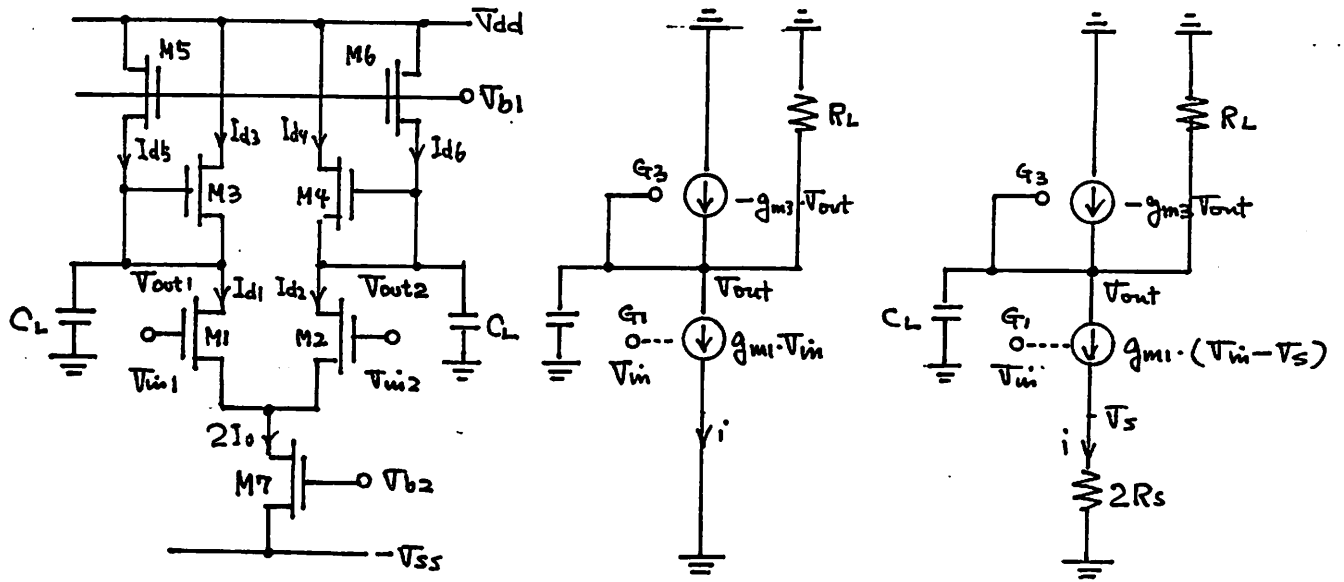 Vdd
M5
M6
Vb1
Id5
Id3
Id4
Id6
M3
M4
Vout1
Id1
Id2
Vout2
CL
M1
M2
CL
Vin1
Vin2
2I0
M7
Vb2
-Vss
RL
G3
-gm3·Vout
Vout
G1
gm1·Vin
Vin
i
RL
G3
-gm3Vout
Vout
CL
G1
gm1·(Vin-Vs)
Vin
Vs
i
2Rs